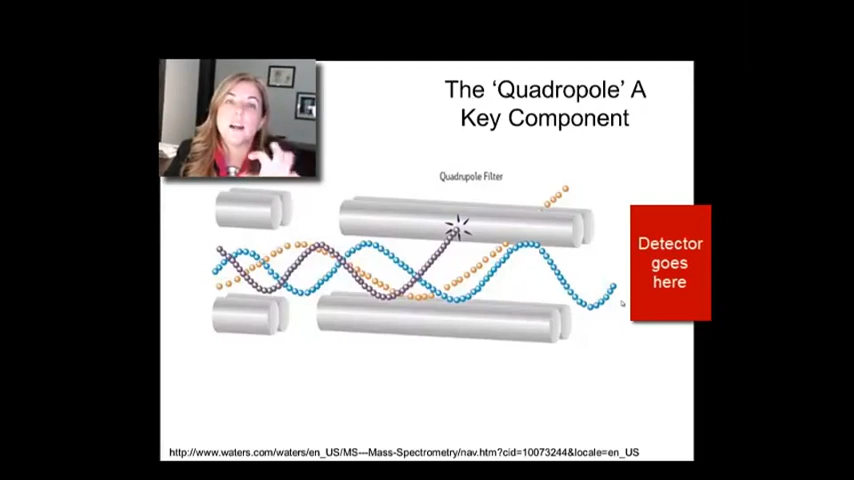 The ‘Quadropole’ A
Key Component
Quadrupole Filter
Detector
goes
here
http://www.waters.com/waters/en_US/MS---Mass-Spectrometry/nav.htm?cid=10073244&locale=en_US